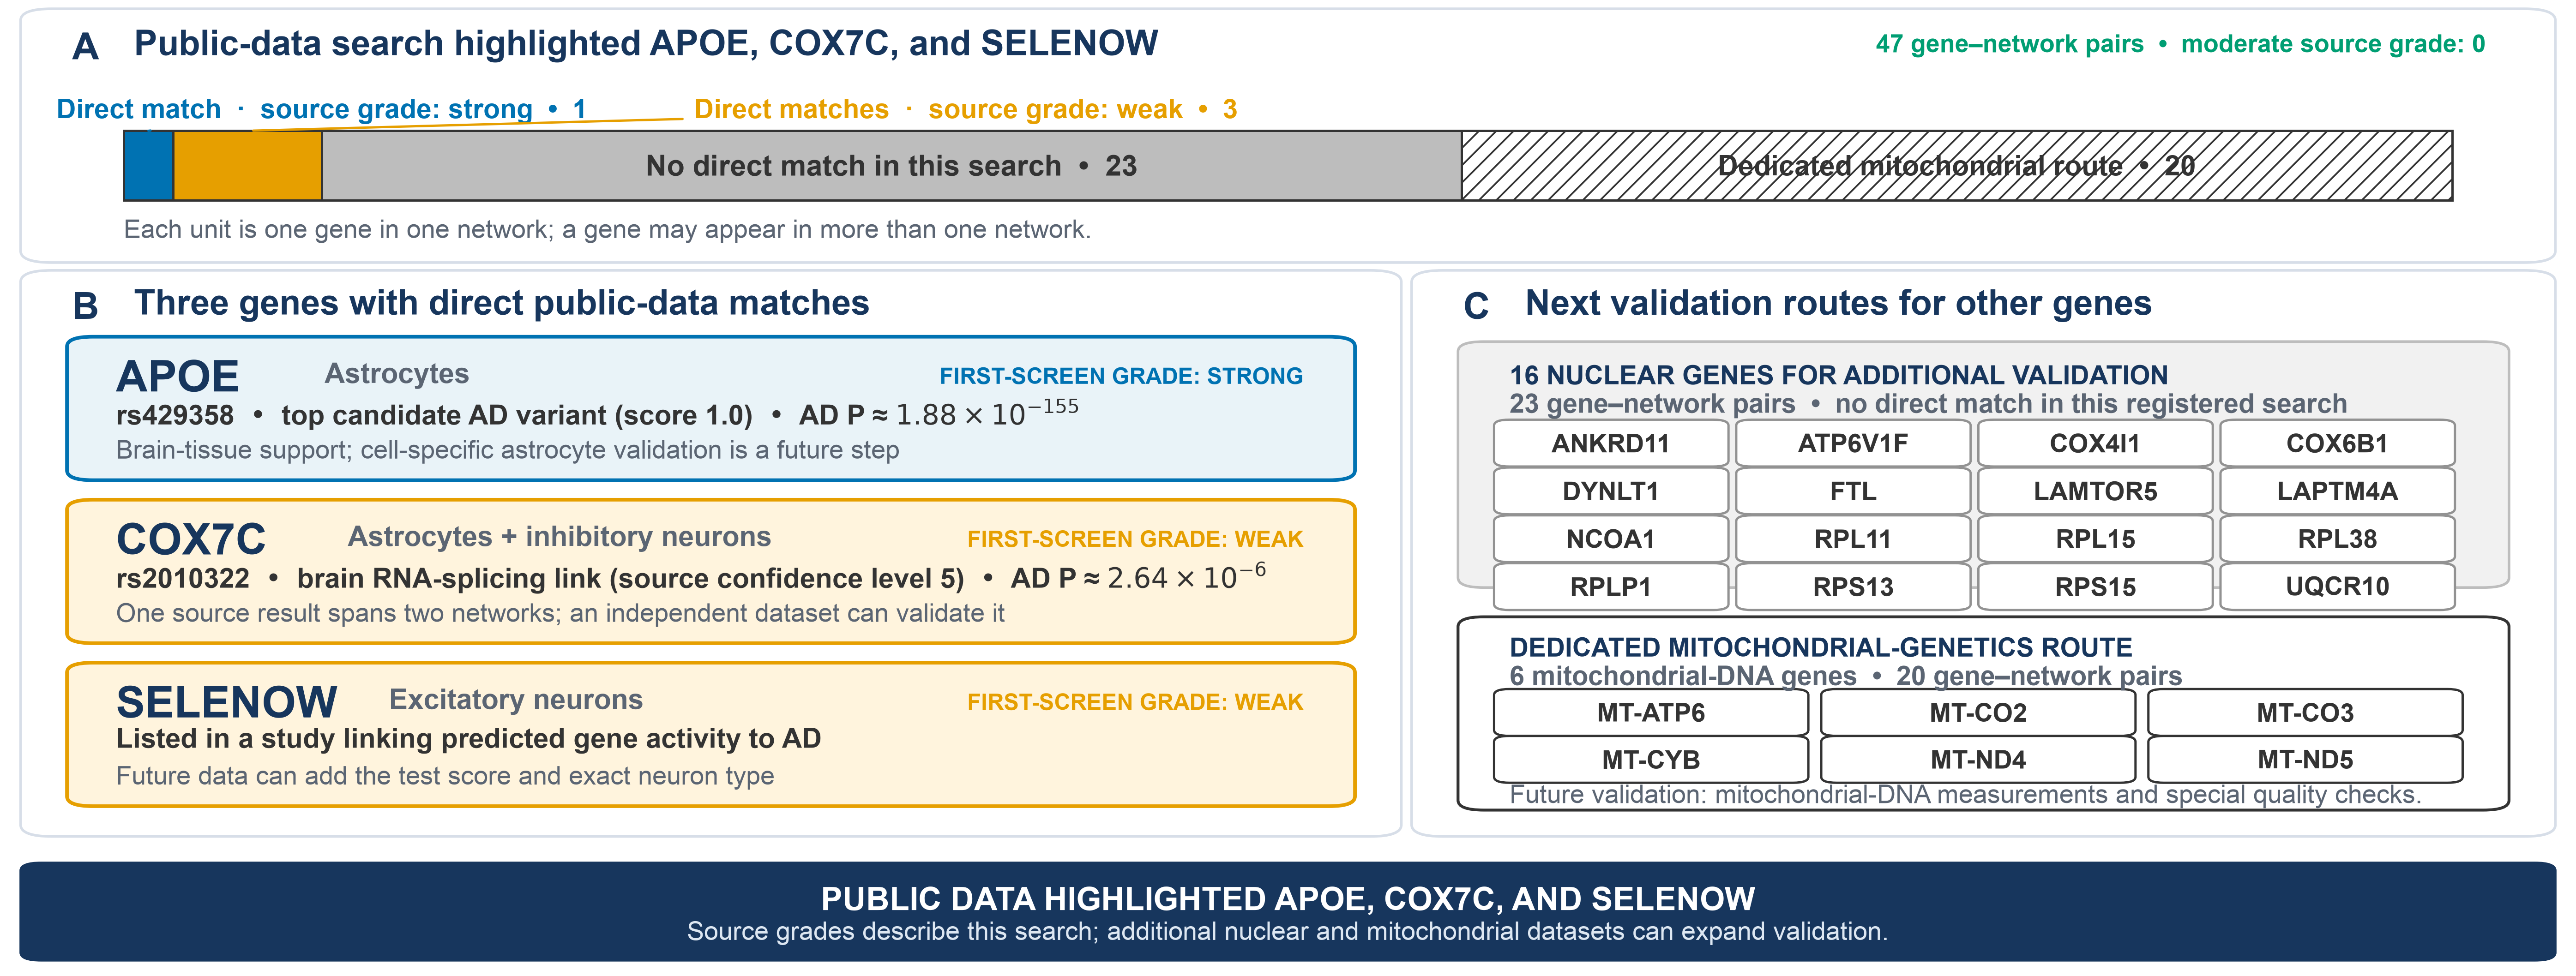 A Public-data search highlighted APOE, COX7C, and SELENOW
47 gene–network pairs • moderate source grade: 0
Direct match · source grade: strong • 1
Direct matches · source grade: weak • 3
No direct match in this search • 23
Dedicated mitochondrial route • 20
Each unit is one gene in one network; a gene may appear in more than one network.
B Three genes with direct public-data matches
APOE Astrocytes FIRST-SCREEN GRADE: STRONG
rs429358 • top candidate AD variant (score 1.0) • AD P ≈ 1.88 × 10⁻¹⁵⁵
Brain-tissue support; cell-specific astrocyte validation is a future step
COX7C Astrocytes + inhibitory neurons FIRST-SCREEN GRADE: WEAK
rs2010322 • brain RNA-splicing link (source confidence level 5) • AD P ≈ 2.64 × 10⁻⁶
One source result spans two networks; an independent dataset can validate it
SELENOW Excitatory neurons FIRST-SCREEN GRADE: WEAK
Listed in a study linking predicted gene activity to AD
Future data can add the test score and exact neuron type
C Next validation routes for other genes
16 NUCLEAR GENES FOR ADDITIONAL VALIDATION
23 gene–network pairs • no direct match in this registered search
ANKRD11 ATP6V1F COX4I1 COX6B1
DYNLT1 FTL LAMTOR5 LAPTM4A
NCOA1 RPL11 RPL15 RPL38
RPLP1 RPS13 RPS15 UQCR10
DEDICATED MITOCHONDRIAL-GENETICS ROUTE
6 mitochondrial-DNA genes • 20 gene–network pairs
MT-ATP6 MT-CO2 MT-CO3
MT-CYB MT-ND4 MT-ND5
Future validation: mitochondrial-DNA measurements and special quality checks.
PUBLIC DATA HIGHLIGHTED APOE, COX7C, AND SELENOW
Source grades describe this search; additional nuclear and mitochondrial datasets can expand validation.